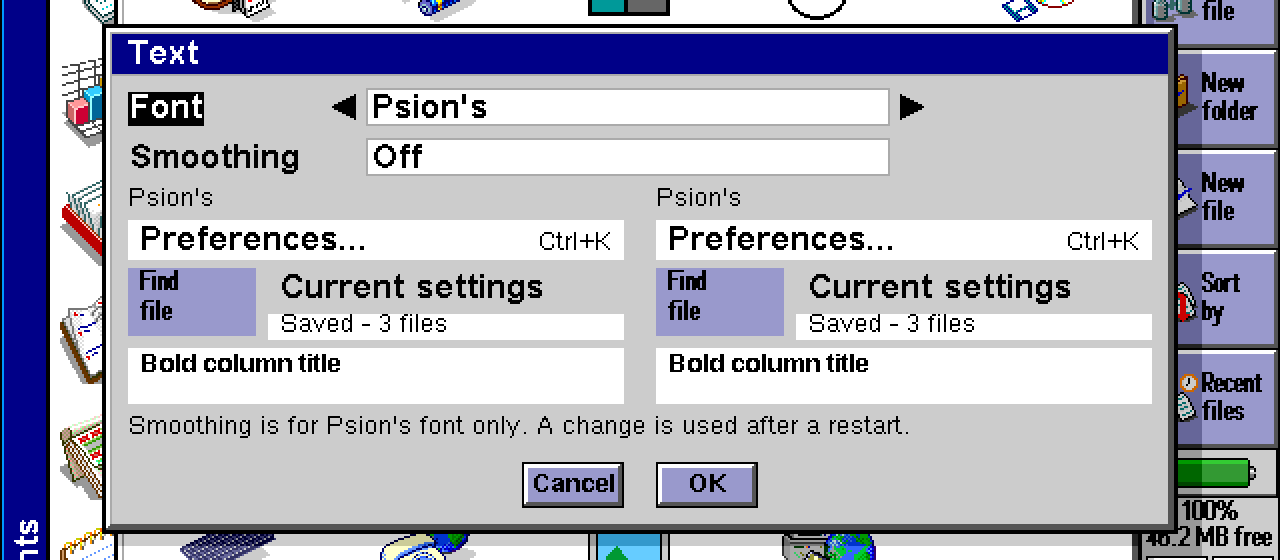 file
Text
Font
Psion's
New
folder
Smoothing
Off
Psion's
Psion's
New
file
Preferences...
Ctrl+K
Preferences...
Ctrl+K
Find
file
Current settings
Saved - 3 files
Find
file
Current settings
Saved - 3 files
Sort
by
Bold column title
Bold column title
Recent
files
Smoothing is for Psion's font only. A change is used after a restart.
Cancel
OK
100%
MB free